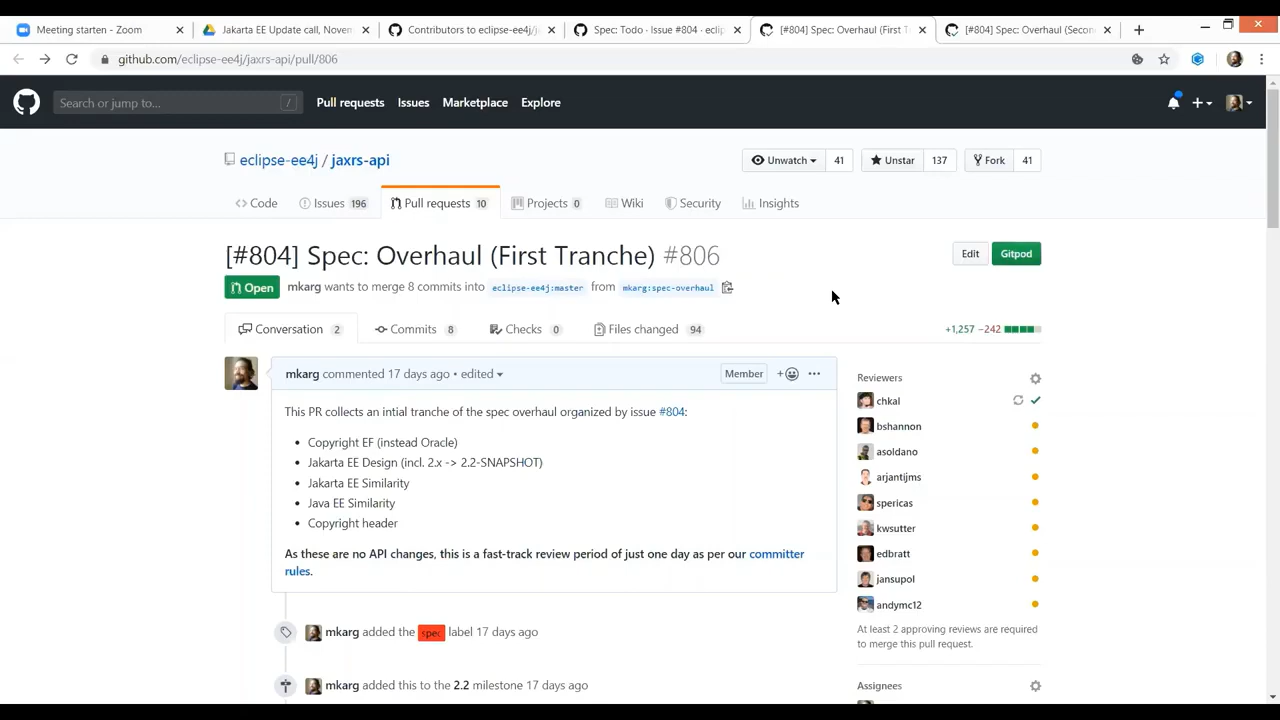 Meeting starten - Zoom
Jakarta EE Update call, Novem
Contributors to eclipse-ee4j/j
Spec: Todo · Issue #804 · eclip
[#804] Spec: Overhaul (First T
[#804] Spec: Overhaul (Secon
github.com/eclipse-ee4j/jaxrs-api/pull/806
Search or jump to...
/
Pull requests
Issues
Marketplace
Explore
eclipse-ee4j / jaxrs-api
Unwatch 41
Unstar 137
Fork 41
Code
Issues 196
Pull requests 10
Projects 0
Wiki
Security
Insights
[#804] Spec: Overhaul (First Tranche) #806
Edit
Gitpod
Open
mkarg wants to merge 8 commits into eclipse-ee4j:master from mkarg:spec-overhaul
Conversation 2
Commits 8
Checks 0
Files changed 94
+1,257 −242
mkarg commented 17 days ago • edited
Member
This PR collects an intial tranche of the spec overhaul organized by issue #804:
• Copyright EF (instead Oracle)
• Jakarta EE Design (incl. 2.x -> 2.2-SNAPSHOT)
• Jakarta EE Similarity
• Java EE Similarity
• Copyright header
As these are no API changes, this is a fast-track review period of just one day as per our committer
rules.
mkarg added the spec label 17 days ago
mkarg added this to the 2.2 milestone 17 days ago
Reviewers
chkal
bshannon
asoldano
arjantijms
spericas
kwsutter
edbratt
jansupol
andymc12
At least 2 approving reviews are required
to merge this pull request.
Assignees